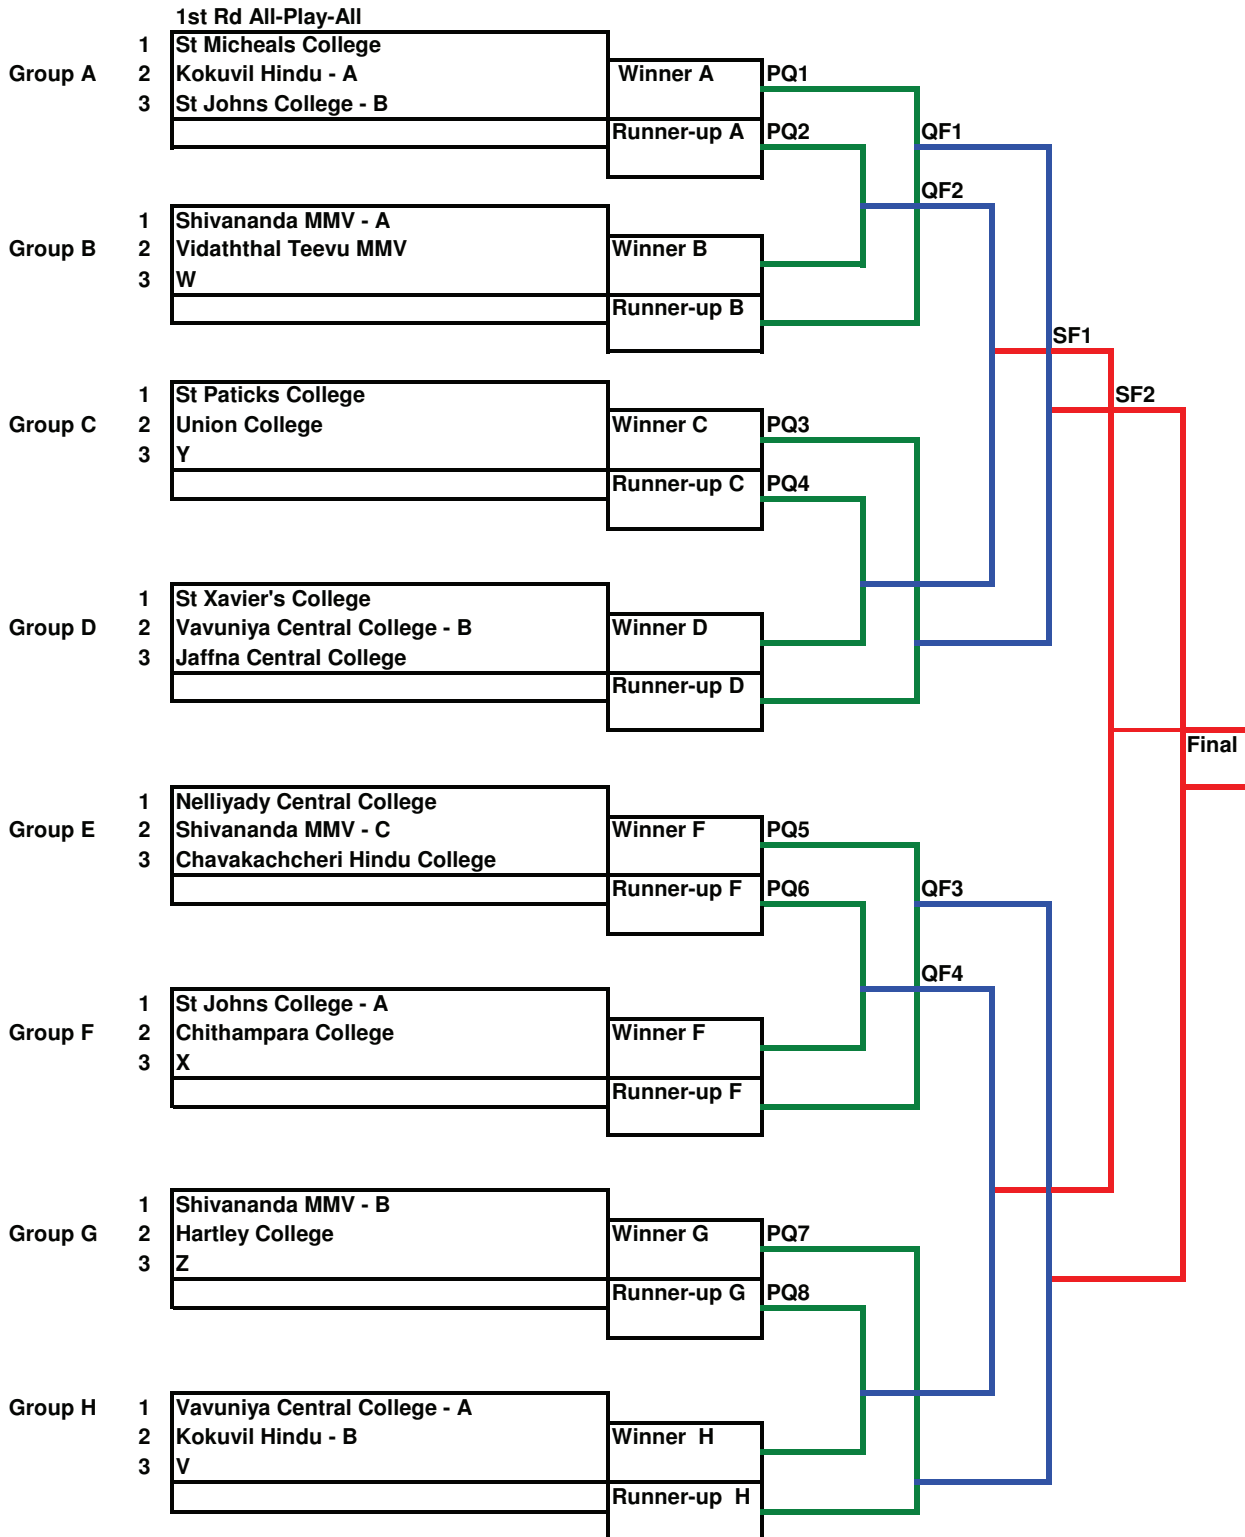 1st Rd All-Play-All
1 St Micheals College
Group A 2 Kokuvil Hindu - A Winner A PQ1
3 St Johns College - B
Runner-up A PQ2 QF1
QF2
1 Shivananda MMV - A
Group B 2 Vidaththal Teevu MMV Winner B
3 W
Runner-up B
SF1
1 St Paticks College SF2
Group C 2 Union College Winner C PQ3
3 Y
Runner-up C PQ4
1 St Xavier's College
Group D 2 Vavuniya Central College - B Winner D
3 Jaffna Central College
Runner-up D
Final
1 Nelliyady Central College
Group E 2 Shivananda MMV - C Winner F PQ5
3 Chavakachcheri Hindu College
Runner-up F PQ6 QF3
QF4
1 St Johns College - A
Group F 2 Chithampara College Winner F
3 X
Runner-up F
1 Shivananda MMV - B
Group G 2 Hartley College Winner G PQ7
3 Z
Runner-up G PQ8
Group H 1 Vavuniya Central College - A
2 Kokuvil Hindu - B Winner H
3 V
Runner-up H